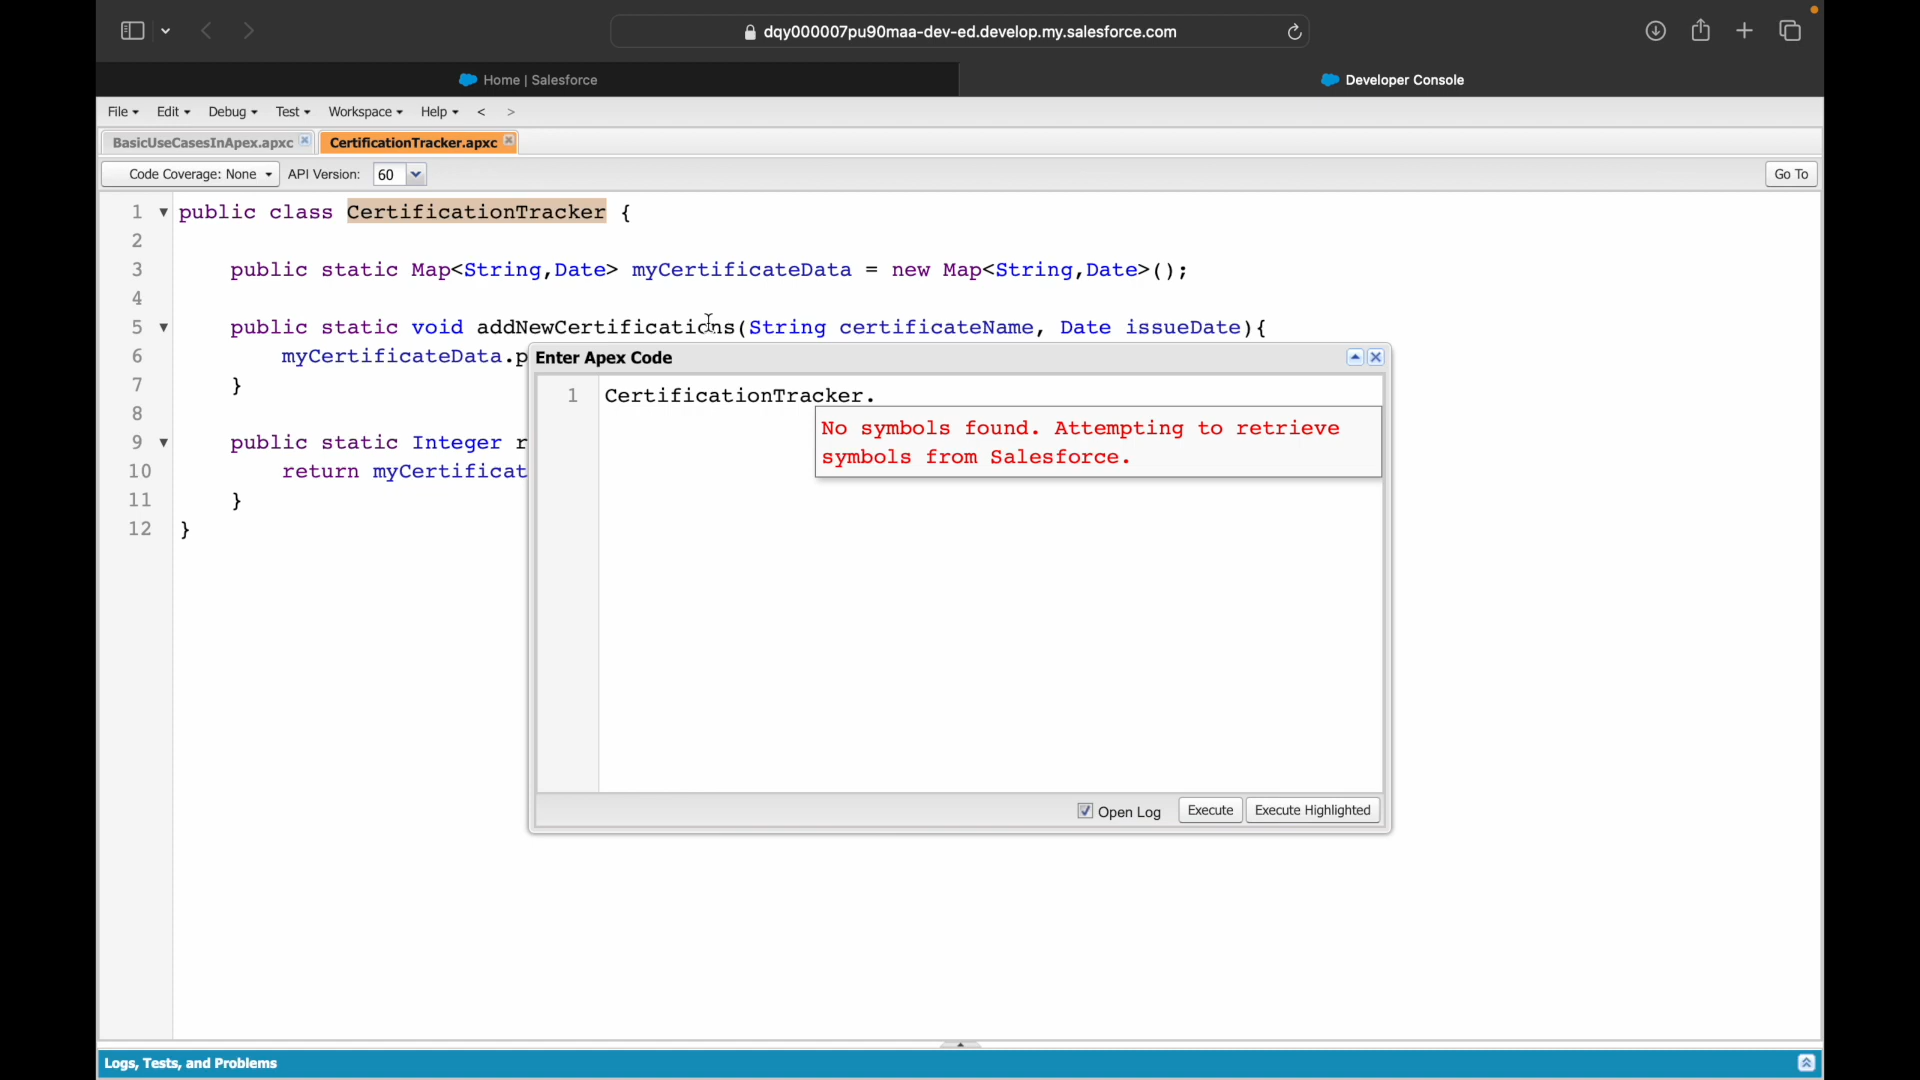 dqy000007pu90maa-dev-ed.develop.my.salesforce.com
Home | Salesforce
Developer Console
File Edit Debug Test Workspace Help < >
BasicUseCasesInApex.apxc
CertificationTracker.apxc
Code Coverage: None API Version: 60 Go To
1 public class CertificationTracker {
2
3 public static Map<String,Date> myCertificateData = new Map<String,Date>();
4
5 public static void addNewCertifications(String certificateName, Date issueDate){
6 myCertificateData.p
7 }
8
9 public static Integer r
10 return myCertificat
11 }
12 }
Enter Apex Code
1 CertificationTracker.
No symbols found. Attempting to retrieve
symbols from Salesforce.
Open Log Execute Execute Highlighted
Logs, Tests, and Problems